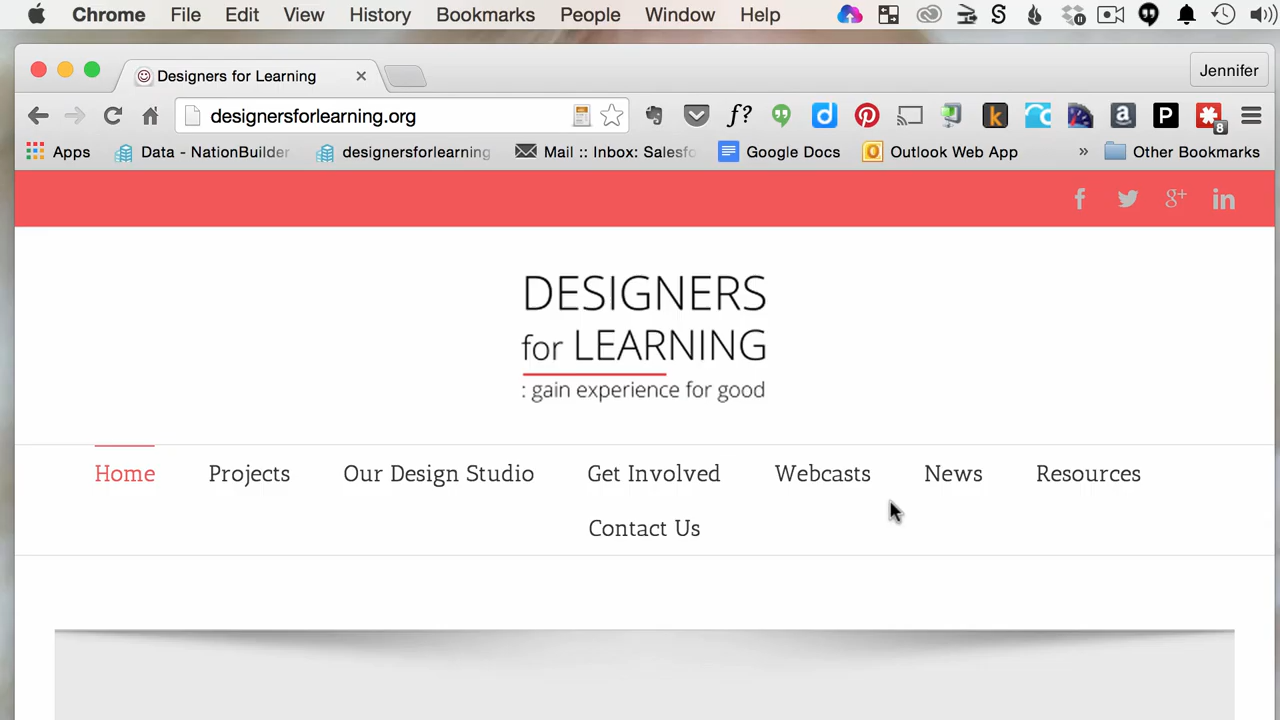 Chrome File Edit View History Bookmarks People Window Help
Designers for Learning Jennifer
designersforlearning.org
Apps Data - NationBuilder designersforlearning Mail :: Inbox: Salesfo Google Docs Outlook Web App » Other Bookmarks
DESIGNERS
for LEARNING
: gain experience for good
Home Projects Our Design Studio Get Involved Webcasts News Resources
Contact Us